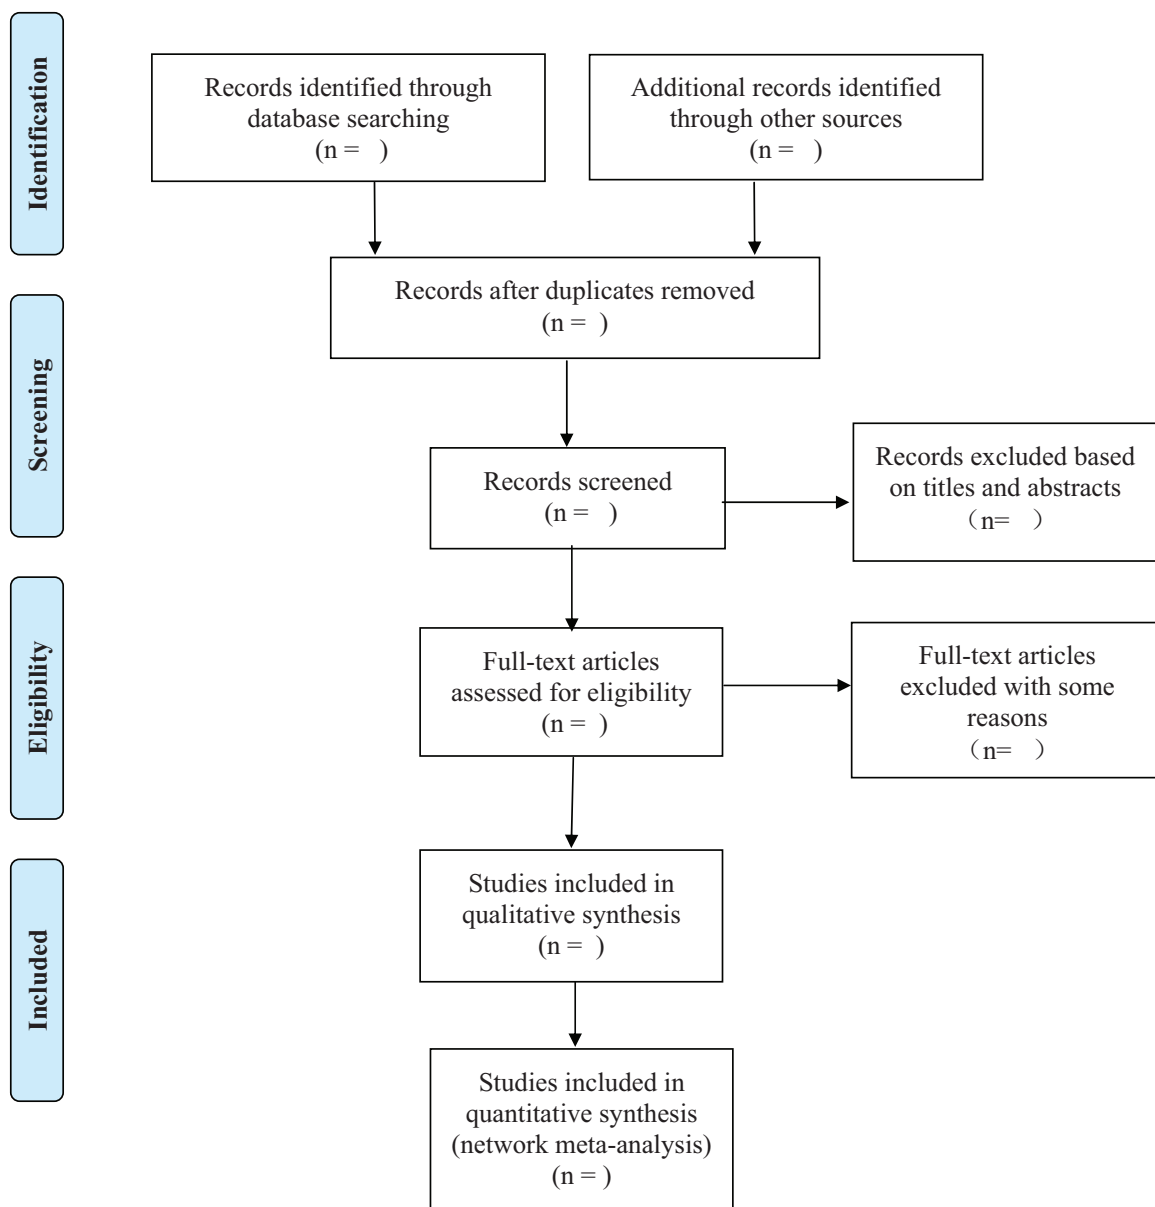 Identification
Records identified through
database searching
(n =   )
Additional records identified
through other sources
(n =   )
Records after duplicates removed
(n =  )
Screening
Records screened
(n =   )
Records excluded based
on titles and abstracts
（n=   ）
Eligibility
Full-text articles
assessed for eligibility
(n =  )
Full-text articles
excluded with some
reasons
（n=   ）
Included
Studies included in
qualitative synthesis
(n =  )
Studies included in
quantitative synthesis
(network meta-analysis)
(n = )